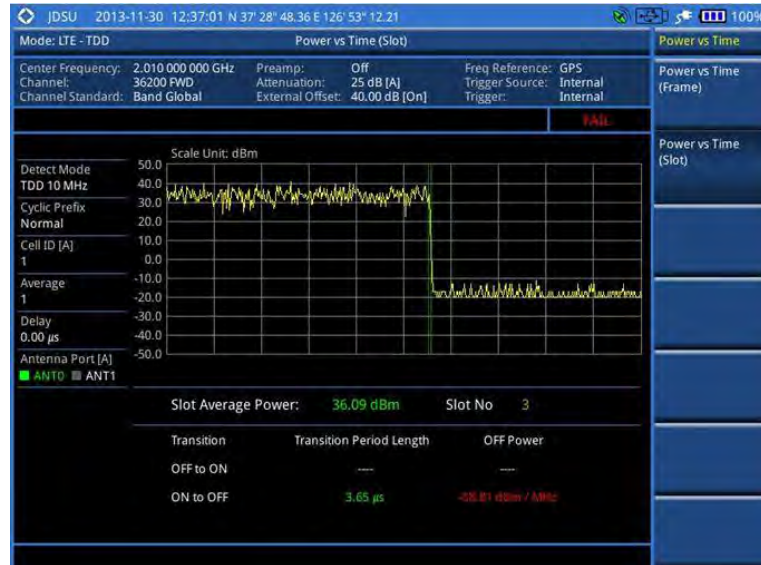 JDSU 2013-11-30 12:37:01 N 37' 28" 48.36 E 126' 53" 12.21 100%
Mode: LTE - TDD Power vs Time (Slot) Power vs Time
Center Frequency: 2.010 000 000 GHz Preamp: Off Freq Reference: GPS
Channel: 36200 FWD Attenuation: 25 dB [A] Trigger Source: Internal
Channel Standard: Band Global External Offset: 40.00 dB [On] Trigger: Internal
Power vs Time
(Frame)
FAIL
Power vs Time
(Slot)
Scale Unit: dBm
Detect Mode
TDD 10 MHz
Cyclic Prefix
Normal
Cell ID [A]
1
Average
1
Delay
0.00 µs
Antenna Port [A]
ANT0 ANT1
50.0
40.0
30.0
20.0
10.0
0.0
-10.0
-20.0
-30.0
-40.0
-50.0
Slot Average Power: 36.09 dBm Slot No 3
Transition Transition Period Length OFF Power
OFF to ON ---- ----
ON to OFF 3.65 µs dBm / MHz